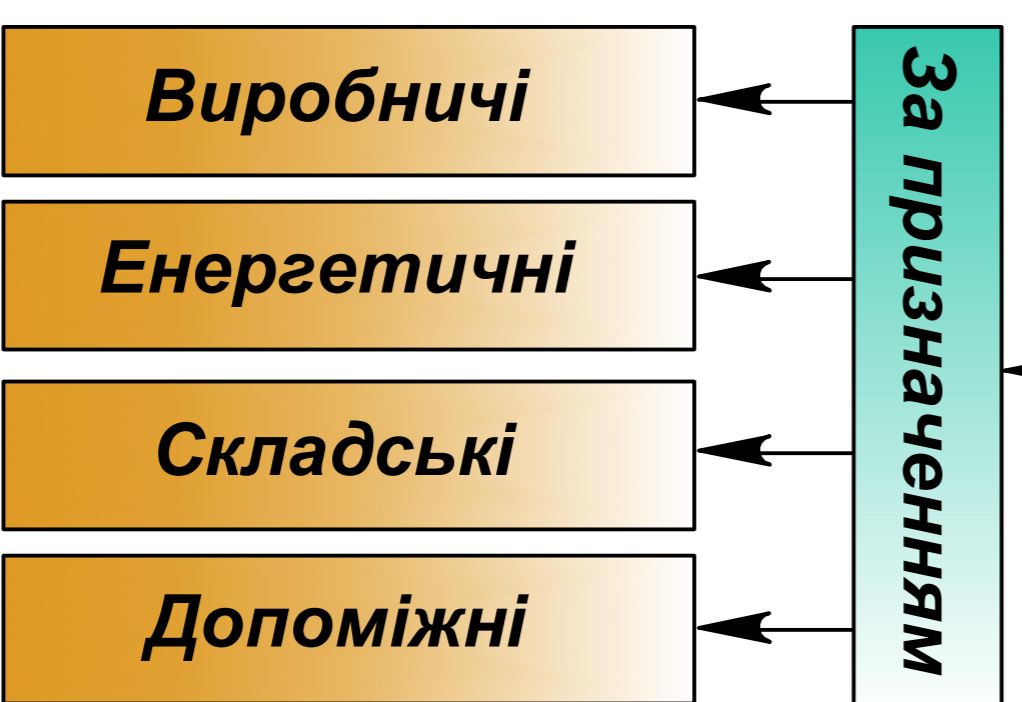 Виробничі
Енергетичні
Складські
Допоміжні
За призначенням